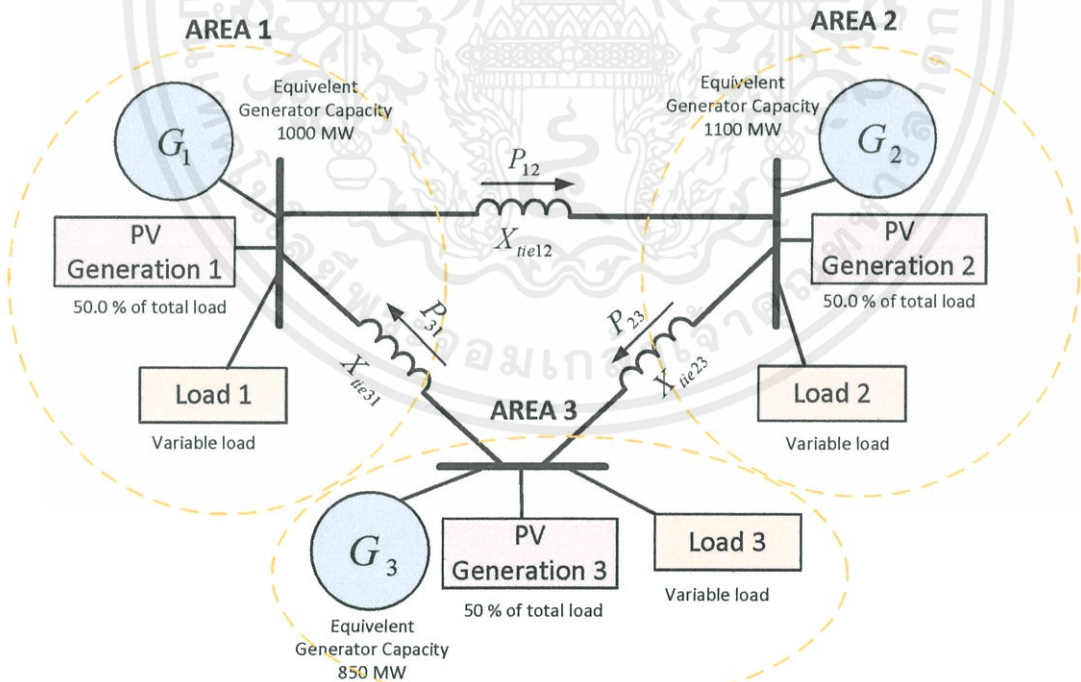 AREA 1
AREA 2
Equivelent
Generator Capacity
1000 MW
Equivelent
Generator Capacity
1100 MW
G1
G2
P12
PV
Generation 1
Xtie12
PV
Generation 2
50.0 % of total load
50.0 % of total load
P31
P23
Xtie31
Xtie23
Load 1
AREA 3
Load 2
Variable load
Variable load
G3
PV
Generation 3
Load 3
50 % of total load
Variable load
Equivelent
Generator Capacity
850 MW